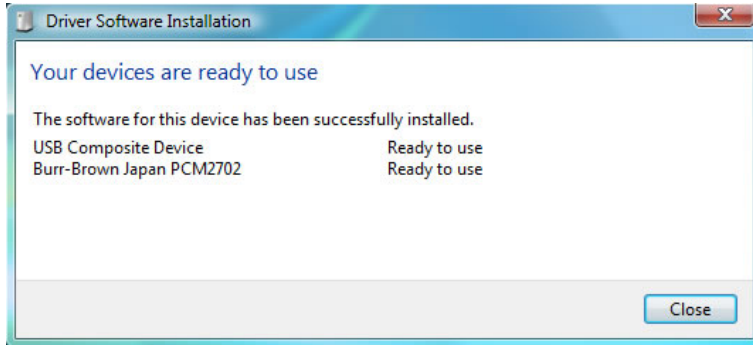 Driver Software Installation
Your devices are ready to use
The software for this device has been successfully installed.
USB Composite Device Ready to use
Burr-Brown Japan PCM2702 Ready to use
Close